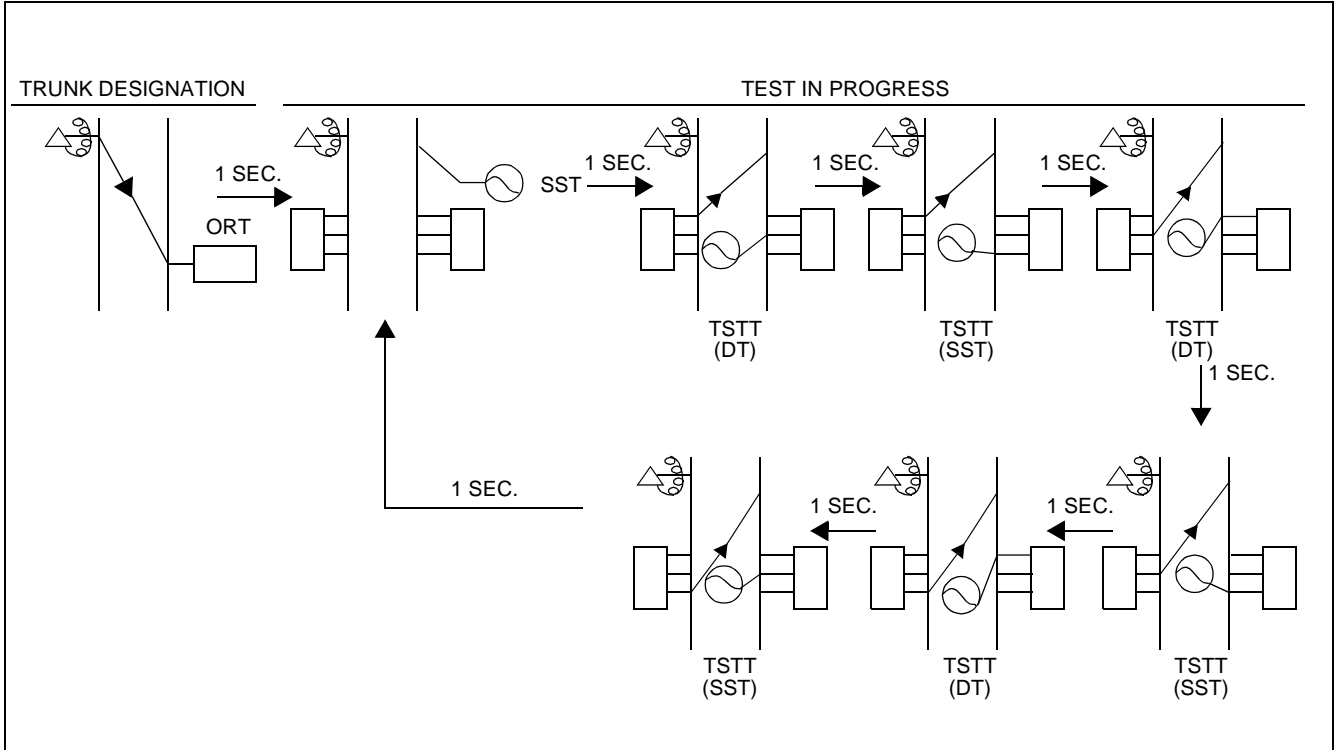 TRUNK DESIGNATION
TEST IN PROGRESS
1 SEC.
ORT
SST
1 SEC.
1 SEC.
1 SEC.
TSTT
(DT)
TSTT
(SST)
TSTT
(DT)
1 SEC.
1 SEC.
1 SEC.
1 SEC.
TSTT
(SST)
TSTT
(DT)
TSTT
(SST)